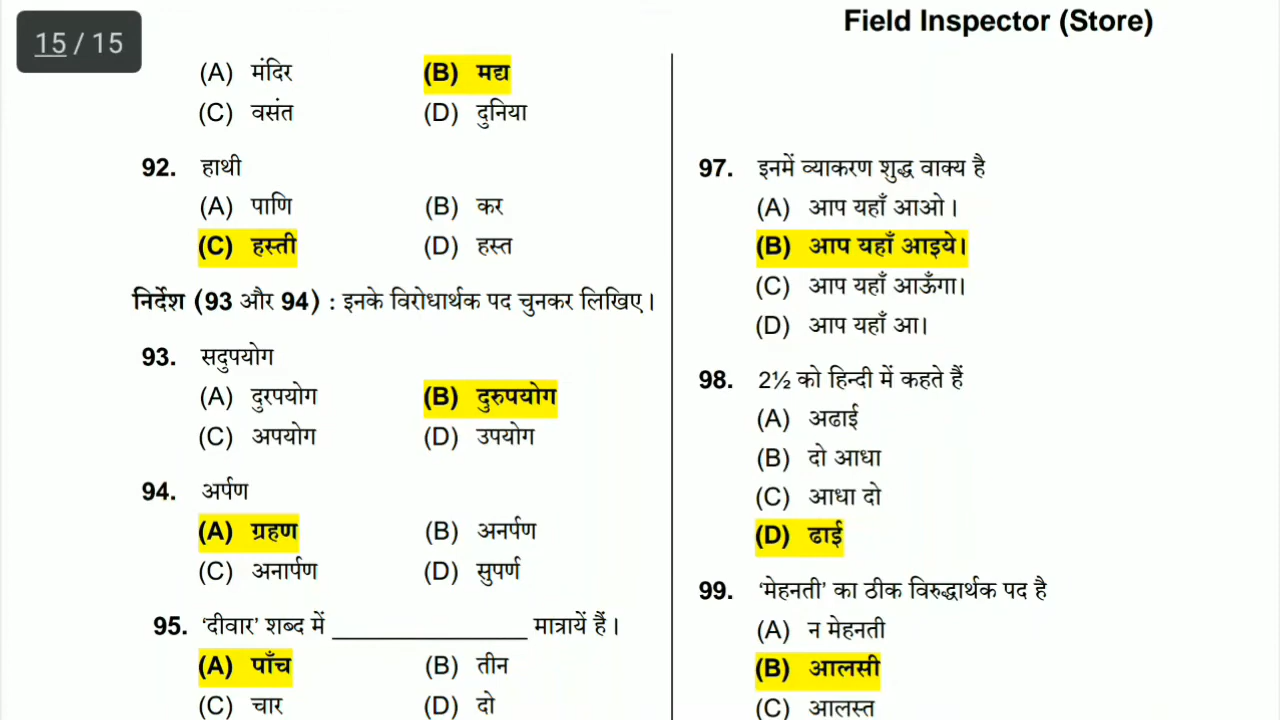 15 / 15
Field Inspector (Store)
(A) मंदिर (B) मद्य
(C) वसंत (D) दुनिया
92. हाथी
(A) पाणि (B) कर
(C) हस्ती (D) हस्त
निर्देश (93 और 94) : इनके विरोधार्थक पद चुनकर लिखिए।
93. सदुपयोग
(A) दुरपयोग (B) दुरुपयोग
(C) अपयोग (D) उपयोग
94. अर्पण
(A) ग्रहण (B) अनर्पण
(C) अनार्पण (D) सुपर्ण
95. ‘दीवार’ शब्द में ____________ मात्रायें हैं।
(A) पाँच (B) तीन
(C) चार (D) दो
97. इनमें व्याकरण शुद्ध वाक्य है
(A) आप यहाँ आओ।
(B) आप यहाँ आइये।
(C) आप यहाँ आऊँगा।
(D) आप यहाँ आ।
98. 2½ को हिन्दी में कहते हैं
(A) अढाई
(B) दो आधा
(C) आधा दो
(D) ढाई
99. ‘मेहनती’ का ठीक विरुद्धार्थक पद है
(A) न मेहनती
(B) आलसी
(C) आलस्त